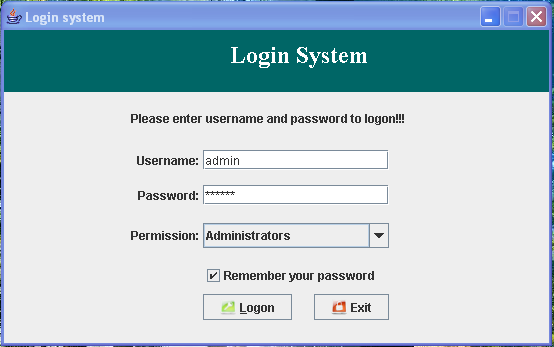 Login system
Login System
Please enter username and password to logon!!!
Username: admin
Password: ******
Permission: Administrators
Remember your password
Logon Exit